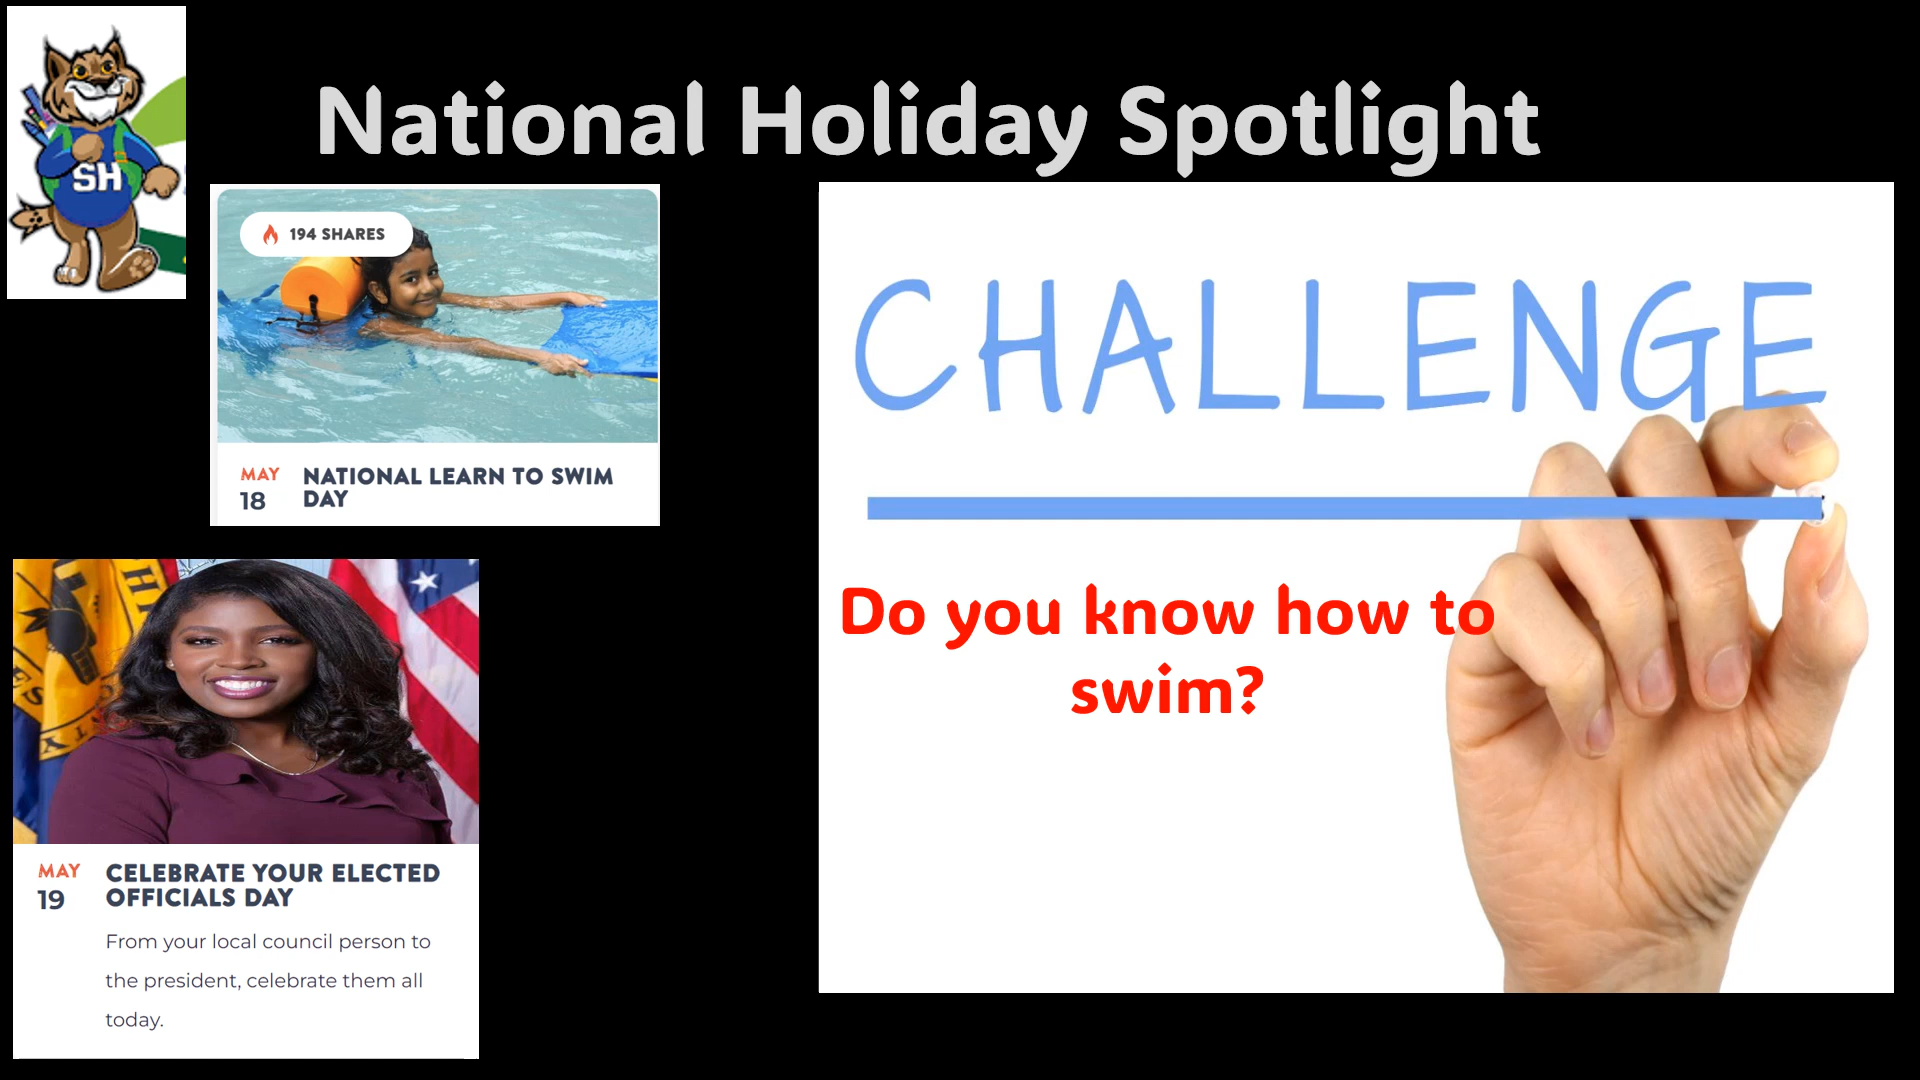 National Holiday Spotlight
SH
194 SHARES
MAY
18
NATIONAL LEARN TO SWIM
DAY
CHALLENGE
Do you know how to
swim?
MAY
19
CELEBRATE YOUR ELECTED
OFFICIALS DAY
From your local council person to
the president, celebrate them all
today.